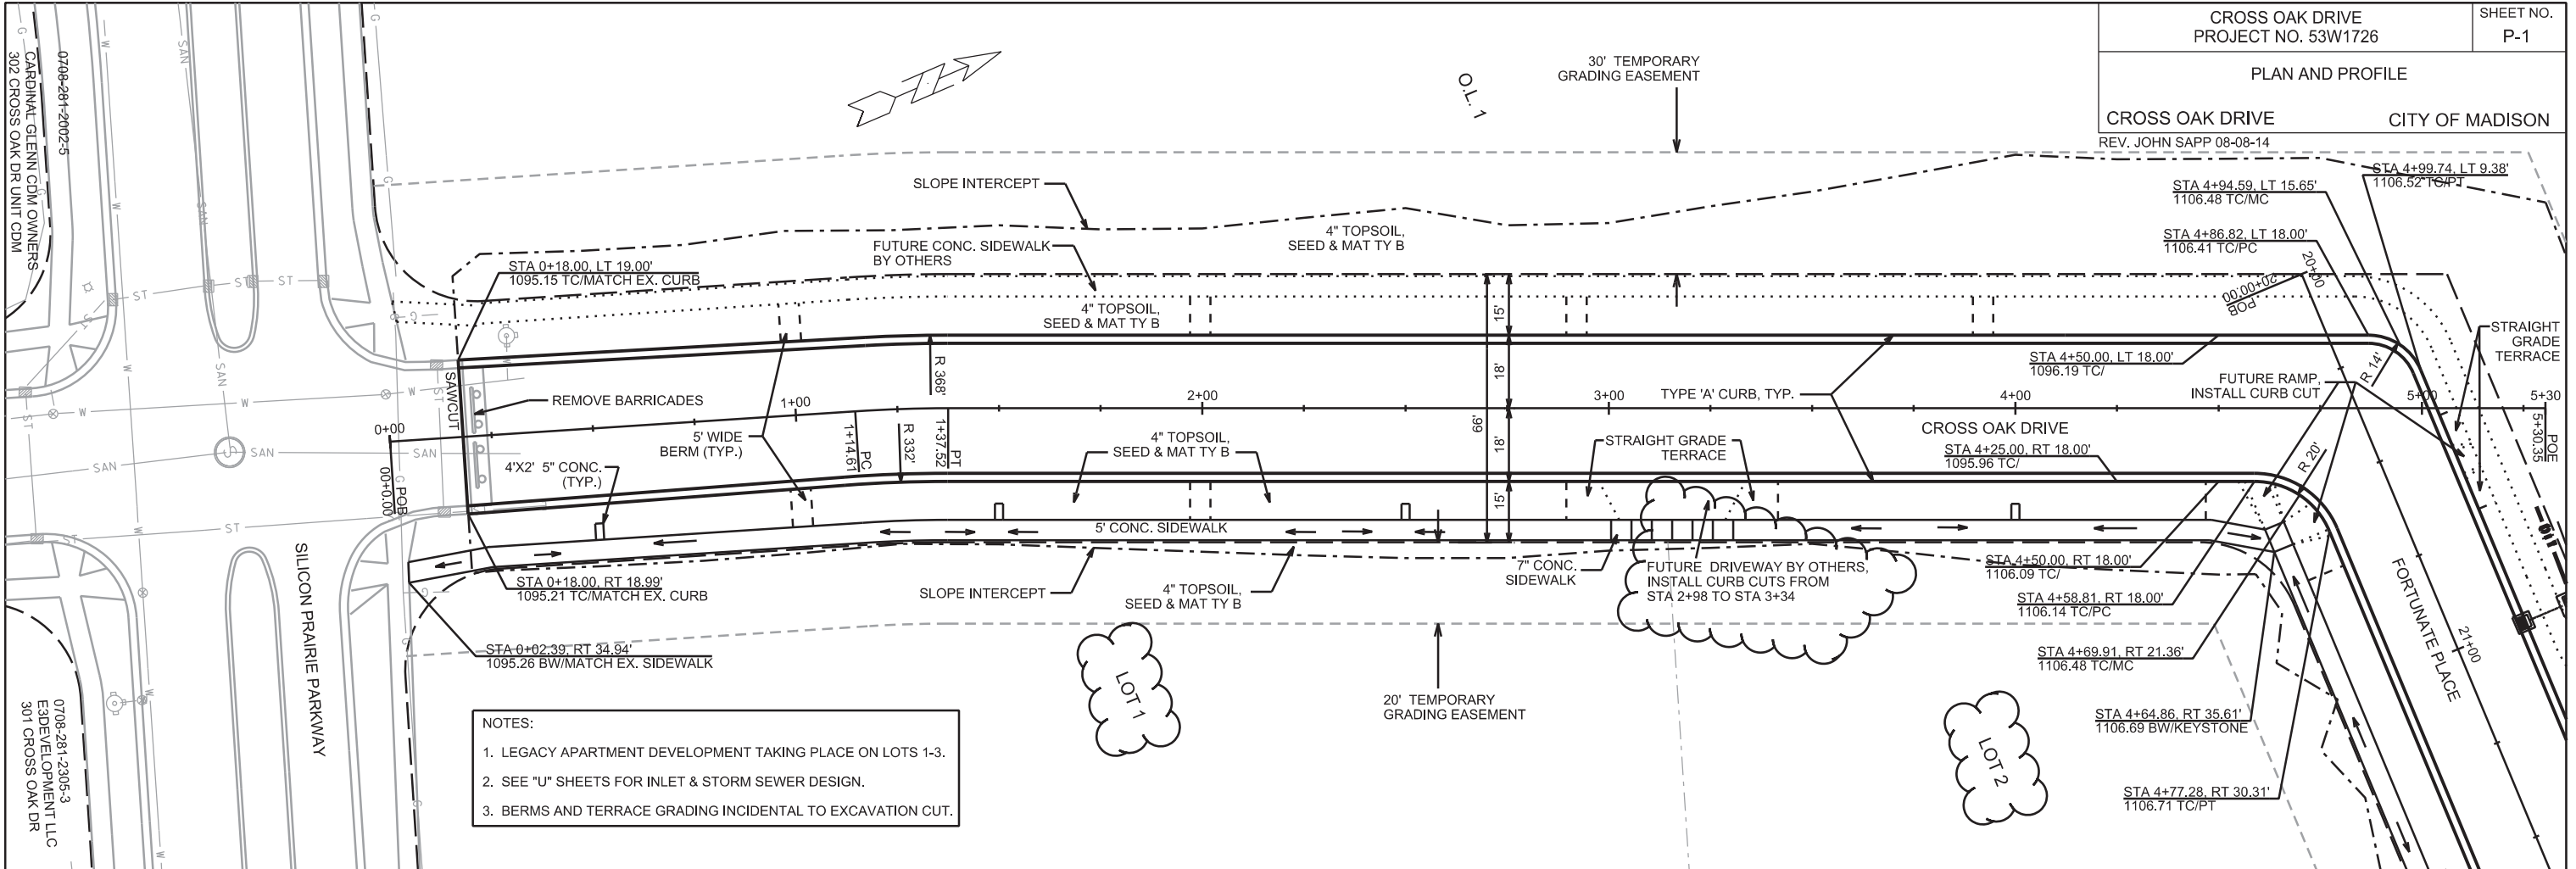 CROSS OAK DRIVE
PROJECT NO. 53W1726
SHEET NO.
P-1
PLAN AND PROFILE
CROSS OAK DRIVE
CITY OF MADISON
REV. JOHN SAPP 08-08-14
0708-281-2002-5
CARDINAL GLENN CDM OWNERS
302 CROSS OAK DR UNIT CDM
30' TEMPORARY
GRADING EASEMENT
O.L. 1
SLOPE INTERCEPT
FUTURE CONC. SIDEWALK
BY OTHERS
4" TOPSOIL,
SEED & MAT TY B
STA 0+18.00, LT 19.00'
1095.15 TC/MATCH EX. CURB
4" TOPSOIL,
SEED & MAT TY B
STA 4+99.74, LT 9.38'
1106.52 TC/PT
STA 4+94.59, LT 15.65'
1106.48 TC/MC
STA 4+86.82, LT 18.00'
1106.41 TC/PC
20+00
POB
20+00.00
STRAIGHT
GRADE
TERRACE
STA 4+50.00, LT 18.00'
1096.19 TC/
R 14'
FUTURE RAMP,
INSTALL CURB CUT
TYPE 'A' CURB, TYP.
15'
18'
66'
18'
15'
SAWCUT
REMOVE BARRICADES
R 368'
0+00
1+00
2+00
3+00
4+00
5+00
5+30
POE
5+30.35
POB
0+00.00
5' WIDE
BERM (TYP.)
4'X2' 5" CONC.
(TYP.)
PC
1+14.61
R 332'
PT
1+37.52
4" TOPSOIL,
SEED & MAT TY B
STRAIGHT GRADE
TERRACE
CROSS OAK DRIVE
STA 4+25.00, RT 18.00'
1095.96 TC/
R 20'
5' CONC. SIDEWALK
STA 0+18.00, RT 18.99'
1095.21 TC/MATCH EX. CURB
SLOPE INTERCEPT
4" TOPSOIL,
SEED & MAT TY B
7" CONC.
SIDEWALK
FUTURE DRIVEWAY BY OTHERS,
INSTALL CURB CUTS FROM
STA 2+98 TO STA 3+34
STA 4+50.00, RT 18.00'
1106.09 TC/
STA 4+58.81, RT 18.00'
1106.14 TC/PC
STA 4+69.91, RT 21.36'
1106.48 TC/MC
STA 4+64.86, RT 35.61'
1106.69 BW/KEYSTONE
STA 4+77.28, RT 30.31'
1106.71 TC/PT
FORTUNATE PLACE
21+00
STA 0+02.39, RT 34.94'
1095.26 BW/MATCH EX. SIDEWALK
SILICON PRAIRIE PARKWAY
LOT 1
LOT 2
20' TEMPORARY
GRADING EASEMENT
0708-281-2305-3
E3DEVELOPMENT LLC
301 CROSS OAK DR
NOTES:
1. LEGACY APARTMENT DEVELOPMENT TAKING PLACE ON LOTS 1-3.
2. SEE "U" SHEETS FOR INLET & STORM SEWER DESIGN.
3. BERMS AND TERRACE GRADING INCIDENTAL TO EXCAVATION CUT.